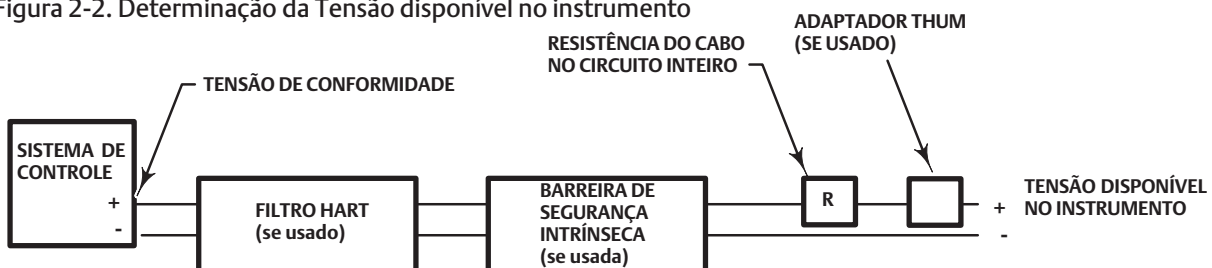 Figura 2-2. Determinação da Tensão disponível no instrumento
ADAPTADOR THUM
(SE USADO)
RESISTÊNCIA DO CABO
NO CIRCUITO INTEIRO
TENSÃO DE CONFORMIDADE
SISTEMA DE
CONTROLE
+
-
FILTRO HART
(se usado)
BARREIRA DE
SEGURANÇA
INTRÍNSECA
(se usada)
R
+
-
TENSÃO DISPONÍVEL
NO INSTRUMENTO